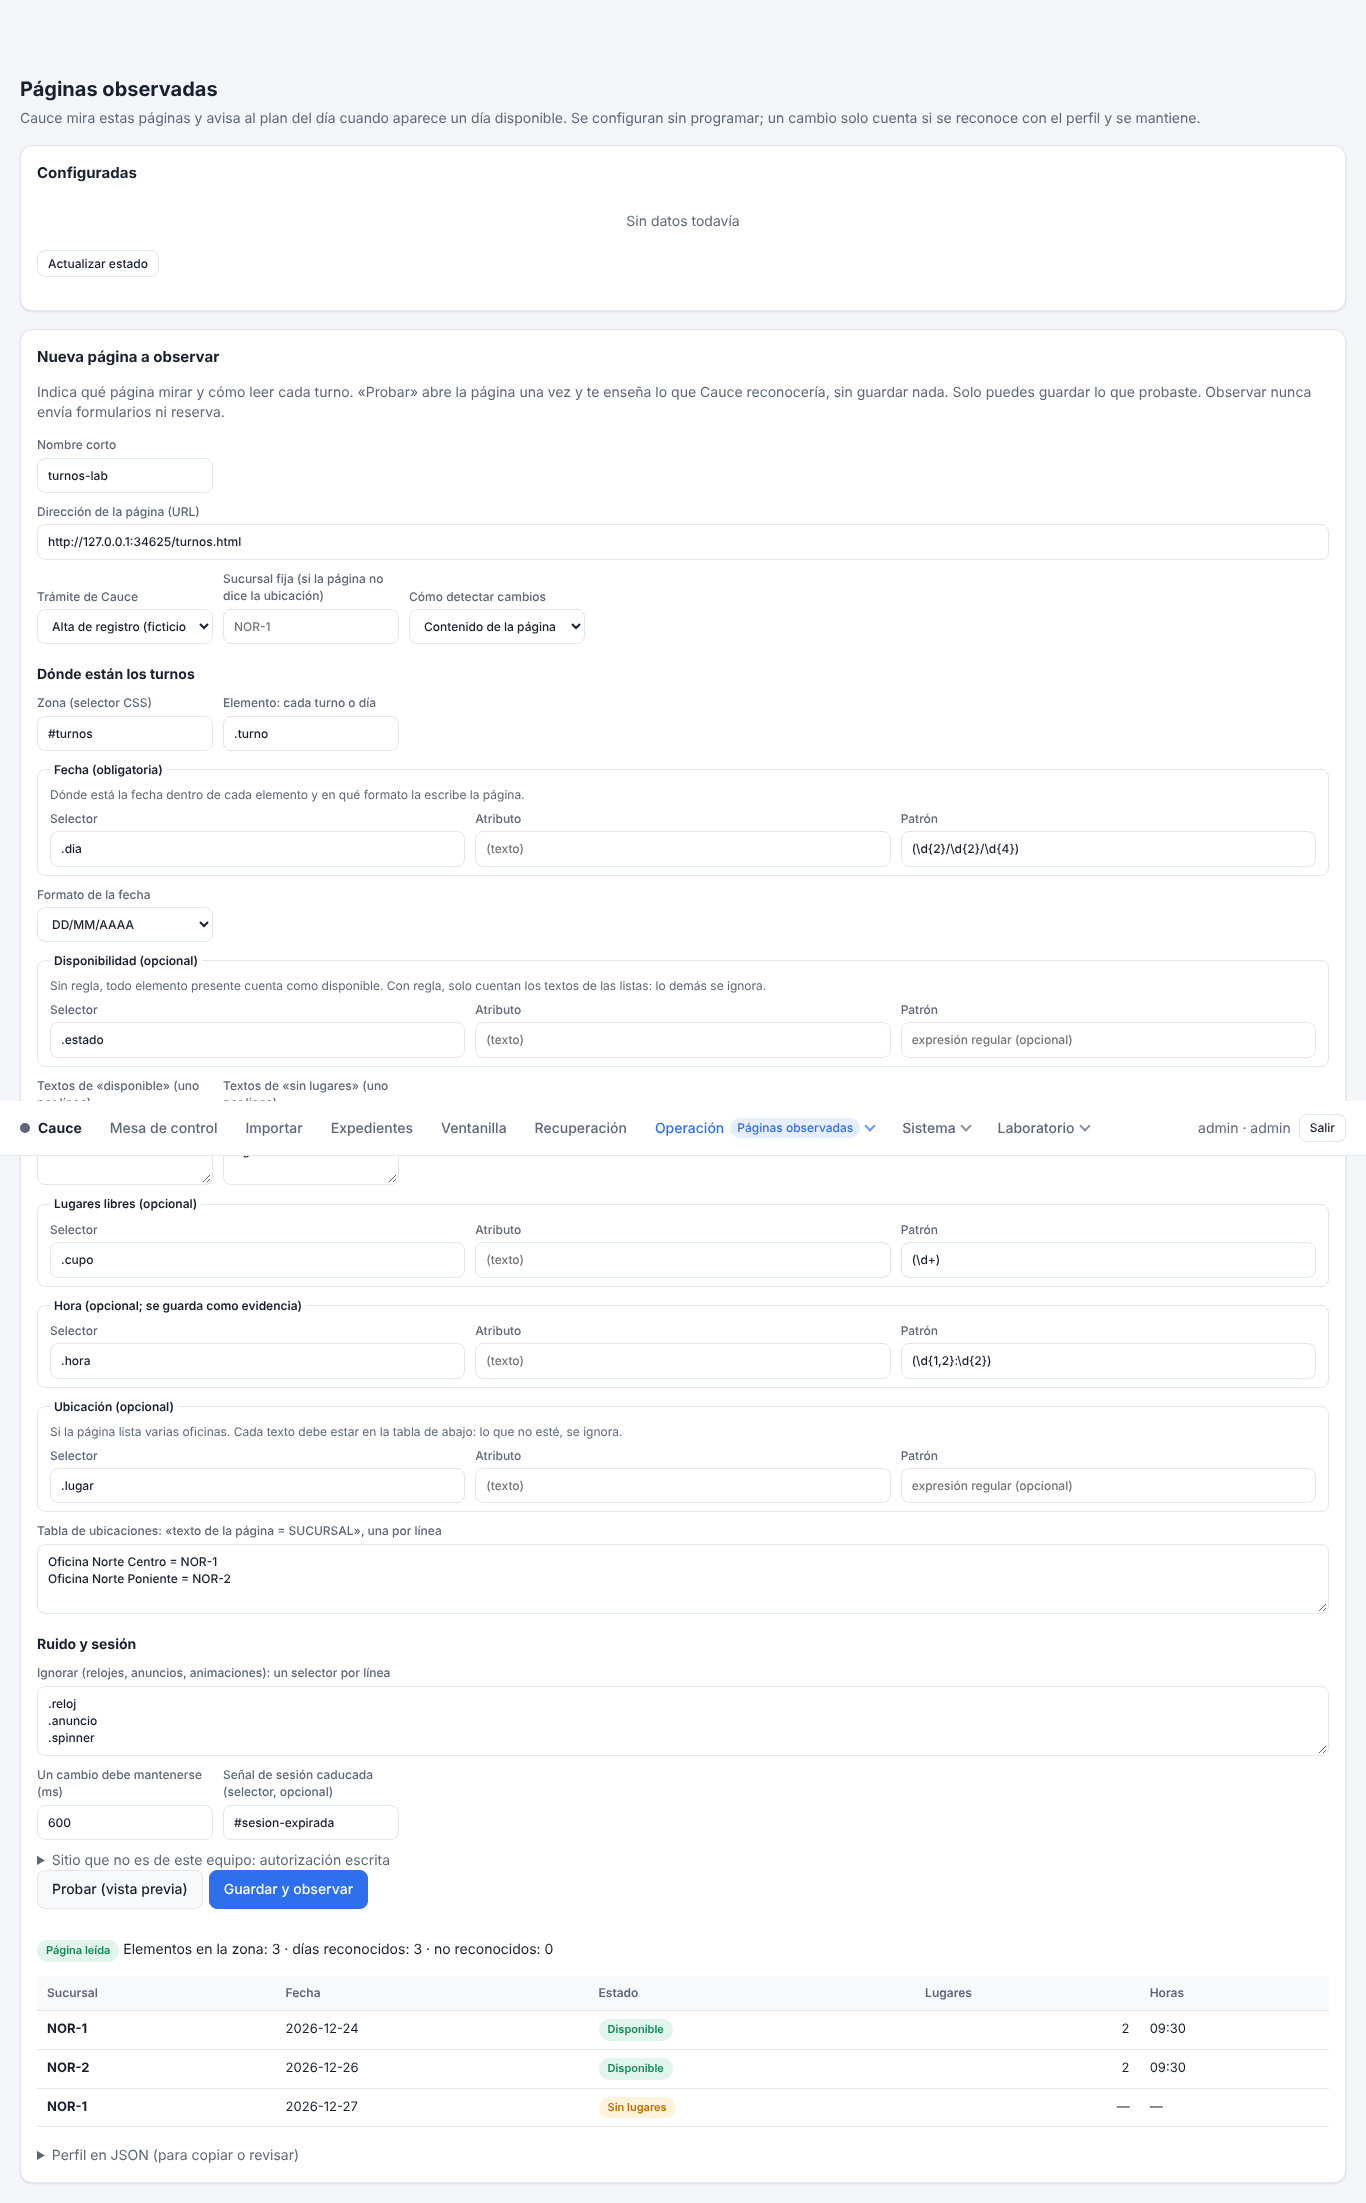 Páginas observadas
Cauce mira estas páginas y avisa al plan del día cuando aparece un día disponible. Se configuran sin programar; un cambio solo cuenta si se reconoce con el perfil y se mantiene.
Configuradas
Sin datos todavía
Actualizar estado
Nueva página a observar
Indica qué página mirar y cómo leer cada turno. «Probar» abre la página una vez y te enseña lo que Cauce reconocería, sin guardar nada. Solo puedes guardar lo que probaste. Observar nunca
envía formularios ni reserva.
Nombre corto
turnos-lab
Dirección de la página (URL)
http://127.0.0.1:34625/turnos.html
Trámite de Cauce
Sucursal fija (si la página no
dice la ubicación)
Cómo detectar cambios
Alta de registro (ficticio
NOR-1
Contenido de la página
Dónde están los turnos
Zona (selector CSS)
Elemento: cada turno o día
#turnos
.turno
Fecha (obligatoria)
Dónde está la fecha dentro de cada elemento y en qué formato la escribe la página.
Selector
Atributo
Patrón
.dia
(texto)
(\d{2}/\d{2}/\d{4})
Formato de la fecha
DD/MM/AAAA
Disponibilidad (opcional)
Sin regla, todo elemento presente cuenta como disponible. Con regla, solo cuentan los textos de las listas: lo demás se ignora.
Selector
Atributo
Patrón
.estado
(texto)
expresión regular (opcional)
Textos de «disponible» (uno
Textos de «sin lugares» (uno
Cauce
Mesa de control
Importar
Expedientes
Ventanilla
Recuperación
Operación
Páginas observadas
Sistema
Laboratorio
admin · admin
Salir
Lugares libres (opcional)
Selector
Atributo
Patrón
.cupo
(texto)
(\d+)
Hora (opcional; se guarda como evidencia)
Selector
Atributo
Patrón
.hora
(texto)
(\d{1,2}:\d{2})
Ubicación (opcional)
Si la página lista varias oficinas. Cada texto debe estar en la tabla de abajo: lo que no esté, se ignora.
Selector
Atributo
Patrón
.lugar
(texto)
expresión regular (opcional)
Tabla de ubicaciones: «texto de la página = SUCURSAL», una por línea
Oficina Norte Centro = NOR-1
Oficina Norte Poniente = NOR-2
Ruido y sesión
Ignorar (relojes, anuncios, animaciones): un selector por línea
.reloj
.anuncio
.spinner
Un cambio debe mantenerse
(ms)
Señal de sesión caducada
(selector, opcional)
600
#sesion-expirada
Sitio que no es de este equipo: autorización escrita
Probar (vista previa)
Guardar y observar
Página leída
Elementos en la zona: 3 · días reconocidos: 3 · no reconocidos: 0
Sucursal Fecha Estado Lugares Horas
NOR-1 2026-12-24 Disponible 2 09:30
NOR-2 2026-12-26 Disponible 2 09:30
NOR-1 2026-12-27 Sin lugares — —
Perfil en JSON (para copiar o revisar)